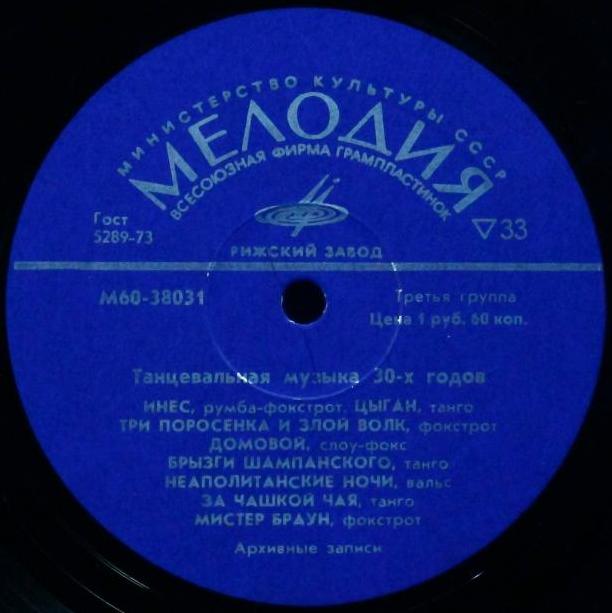 МИНИСТЕРСТВО КУЛЬТУРЫ СССР
МЕЛОДИЯ
ВСЕСОЮЗНАЯ ФИРМА ГРАМПЛАСТИНОК
Гост
5289-73
33
РИЖСКИЙ ЗАВОД
М60-38031
Третья группа
Цена 1 руб. 60 коп.
Танцевальная музыка 30-х годов
ИНЕС, румба-фокстрот. ЦЫГАН, танго
ТРИ ПОРОСЕНКА И ЗЛОЙ ВОЛК, фокстрот
ДОМОВОЙ, слоу-фокс
БРЫЗГИ ШАМПАНСКОГО, танго
НЕАПОЛИТАНСКИЕ НОЧИ, вальс
ЗА ЧАШКОЙ ЧАЯ, танго
МИСТЕР БРАУН, фокстрот
Архивные записи